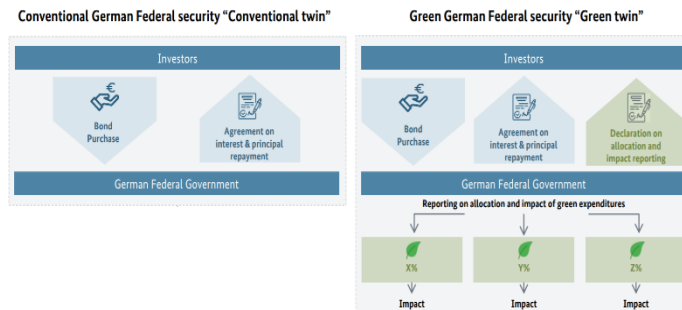 Conventional German Federal security “Conventional twin”
Investors
€
Bond
Purchase
Agreement on
interest & principal
repayment
German Federal Government
Green German Federal security “Green twin”
Investors
€
Bond
Purchase
Agreement on
interest & principal
repayment
Declaration on
allocation and
impact reporting
German Federal Government
Reporting on allocation and impact of green expenditures
X%
Y%
Z%
Impact
Impact
Impact